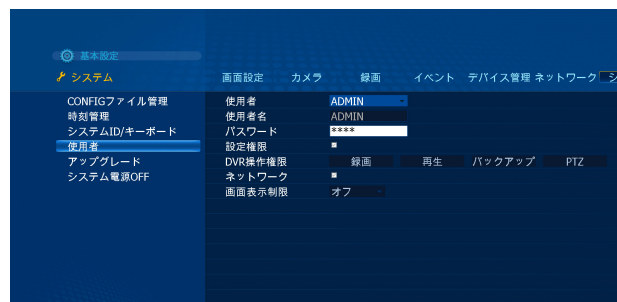 基本設定
システム
画面設定 カメラ 録画 イベント デバイス管理 ネットワーク シ
CONFIGファイル管理
時刻管理
システムID/キーボード
使用者
アップグレード
システム電源OFF
使用者 ADMIN
使用者名 ADMIN
パスワード ****
設定権限
DVR操作権限 録画 再生 バックアップ PTZ
ネットワーク
画面表示制限 オフ